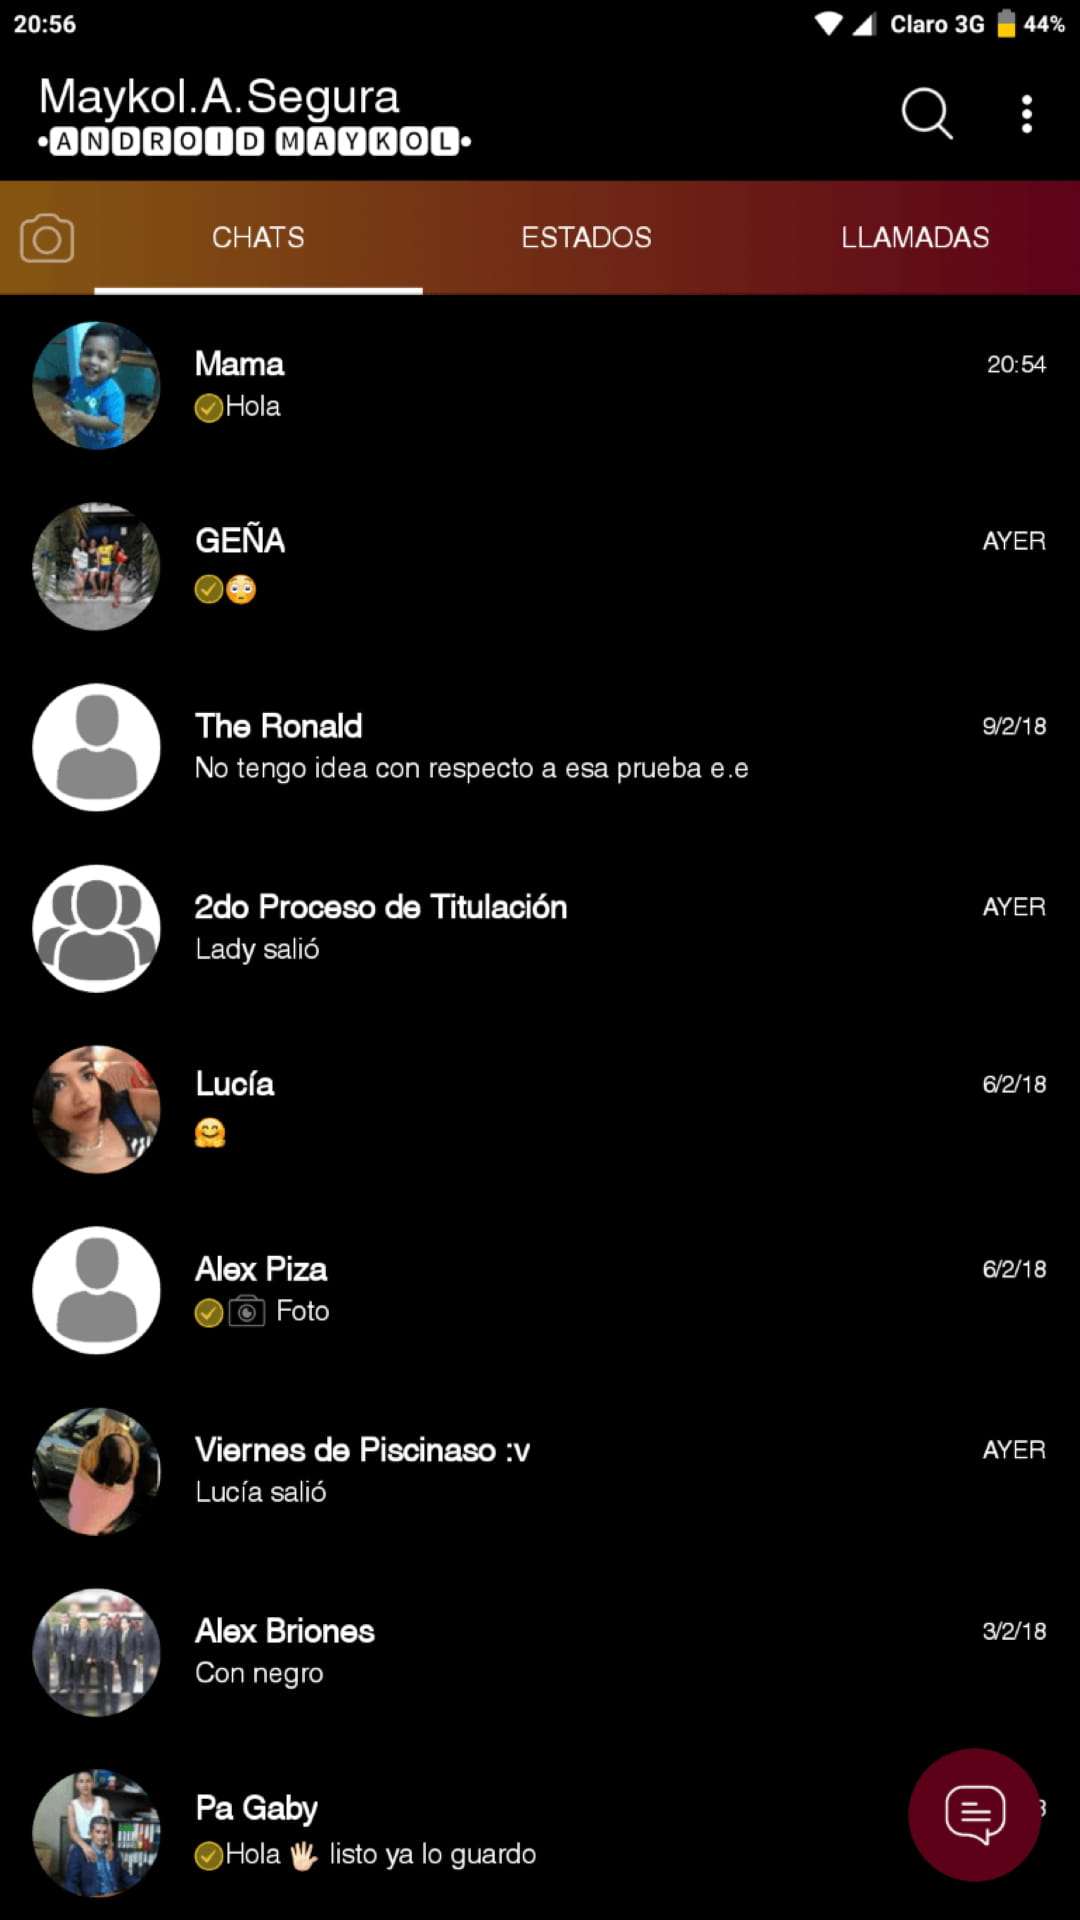 20:56 Claro 3G 44%
Maykol.A.Segura
•🅰🅽🅳🆁🅾🅸🅳 🅼🅰🆈🅺🅾🅻•
CHATS ESTADOS LLAMADAS
Mama 20:54
Hola
GEÑA AYER
😳
The Ronald 9/2/18
No tengo idea con respecto a esa prueba e.e
2do Proceso de Titulación AYER
Lady salió
Lucía 6/2/18
🤗
Alex Piza 6/2/18
Foto
Viernes de Piscinaso :v AYER
Lucía salió
Alex Briones 3/2/18
Con negro
Pa Gaby
Hola 🖐🏻 listo ya lo guardo